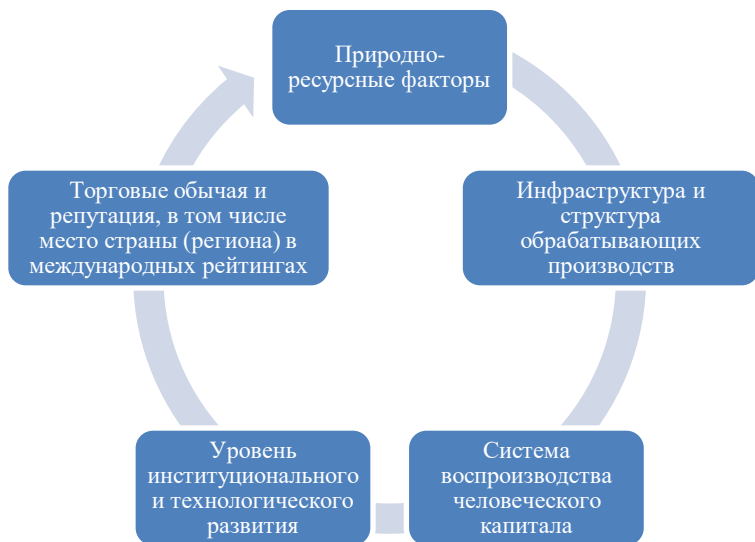 Природно-
ресурсные факторы
Инфраструктура и
структура
обрабатывающих
производств
Система
воспроизводства
человеческого
капитала
Уровень
институционального
и технологического
развития
Торговые обычая и
репутация, в том числе
место страны (региона) в
международных рейтингах